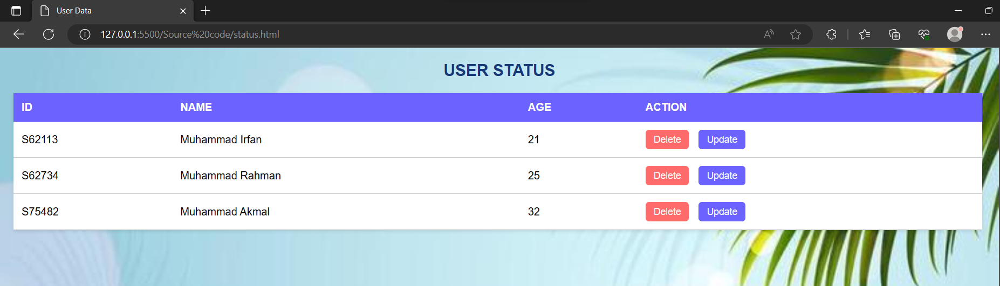 User Data
127.0.0.1:5500/Source%20code/status.html
USER STATUS
ID NAME AGE ACTION
S62113 Muhammad Irfan 21 Delete Update
S62734 Muhammad Rahman 25 Delete Update
S75482 Muhammad Akmal 32 Delete Update